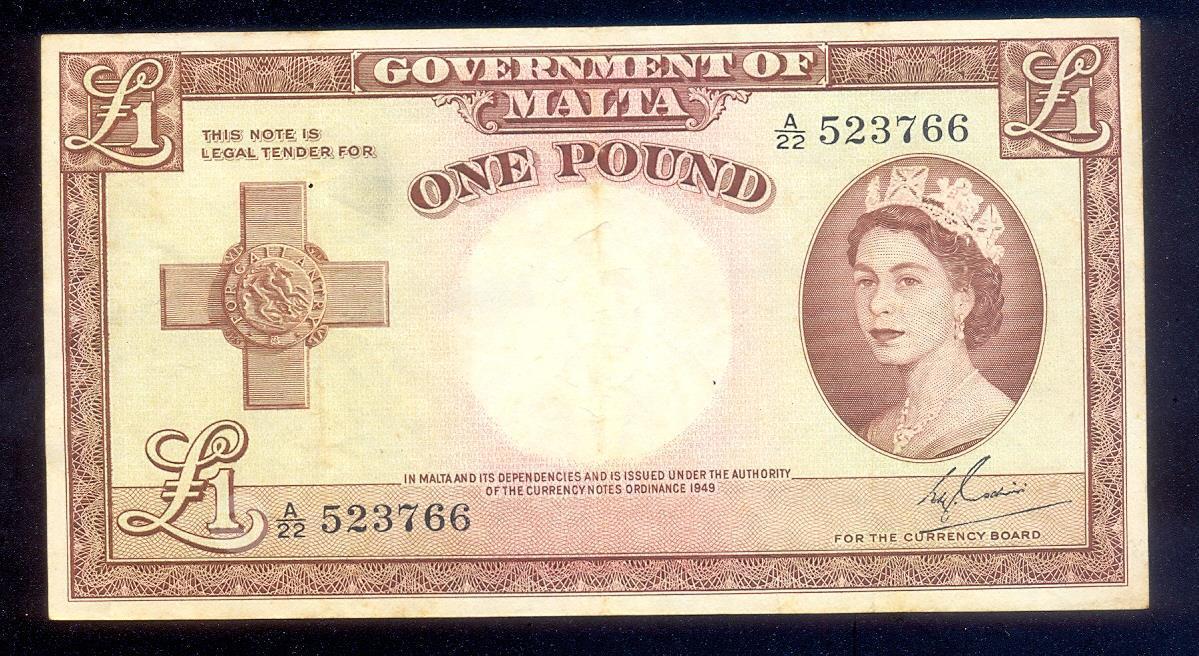 GOVERNMENT OF
MALTA
£1
£1
THIS NOTE IS
LEGAL TENDER FOR
A/22 523766
ONE POUND
FOR GALLANTRY
IN MALTA AND ITS DEPENDENCIES AND IS ISSUED UNDER THE AUTHORITY
OF THE CURRENCY NOTES ORDINANCE 1949
£1
A/22 523766
FOR THE CURRENCY BOARD